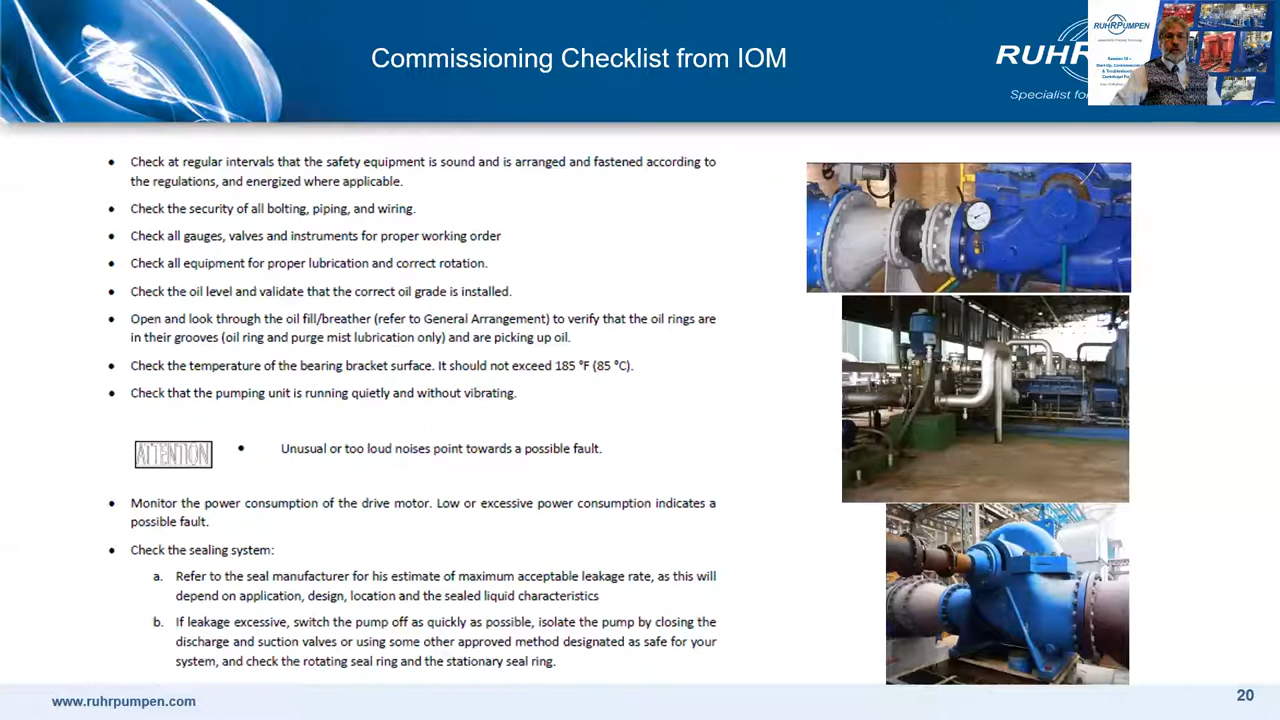 Commissioning Checklist from IOM
RUHR
Specialist for
RUHRPUMPEN
Session 15 -
Start-Up, Commissioning
& Troubleshooting
Centrifugal
• Check at regular intervals that the safety equipment is sound and is arranged and fastened according to
the regulations, and energized where applicable.
• Check the security of all bolting, piping, and wiring.
• Check all gauges, valves and instruments for proper working order
• Check all equipment for proper lubrication and correct rotation.
• Check the oil level and validate that the correct oil grade is installed.
• Open and look through the oil fill/breather (refer to General Arrangement) to verify that the oil rings are
in their grooves (oil ring and purge mist lubrication only) and are picking up oil.
• Check the temperature of the bearing bracket surface. It should not exceed 185 °F (85 °C).
• Check that the pumping unit is running quietly and without vibrating.
ATTENTION • Unusual or too loud noises point towards a possible fault.
• Monitor the power consumption of the drive motor. Low or excessive power consumption indicates a
possible fault.
• Check the sealing system:
a. Refer to the seal manufacturer for his estimate of maximum acceptable leakage rate, as this will
depend on application, design, location and the sealed liquid characteristics
b. If leakage excessive, switch the pump off as quickly as possible, isolate the pump by closing the
discharge and suction valves or using some other approved method designated as safe for your
system, and check the rotating seal ring and the stationary seal ring.
www.ruhrpumpen.com
20